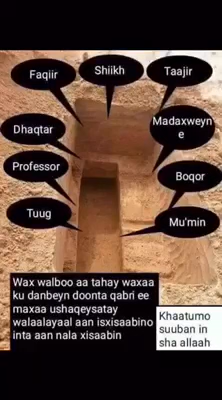 Shiikh
Faqiir
Taajir
Dhaqtar
Madaxweyn
e
Professor
Boqor
Tuug
Mu'min
Wax walboo aa tahay waxaa
ku danbeyn doonta qabri ee
maxaa ushaqeysatay
walaalayaal aan isxisaabino
inta aan nala xisaabin
Khaatumo
suuban in
sha allaah